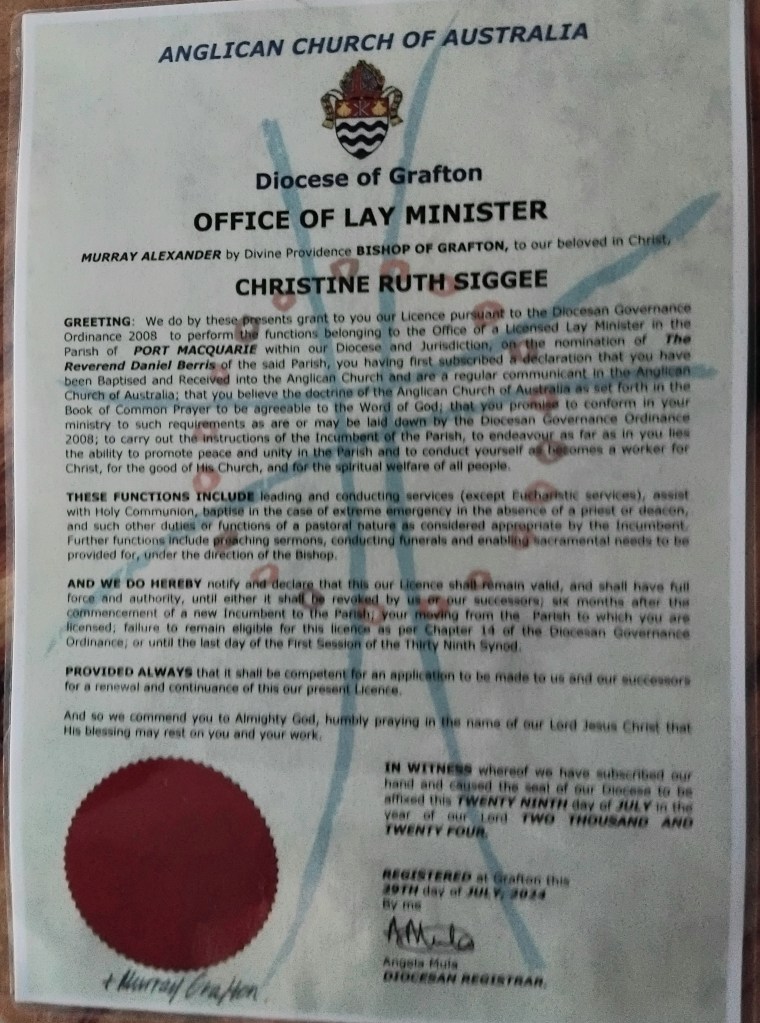 ANGLICAN CHURCH OF AUSTRALIA
Diocese of Grafton
OFFICE OF LAY MINISTER
MURRAY ALEXANDER by Divine Providence BISHOP OF GRAFTON, to our beloved in Christ,
CHRISTINE RUTH SIGGEE
GREETING: We do by these presents grant to you our Licence pursuant to the Diocesan Governance
Ordinance 2008 to perform the functions belonging to the Office of a Licensed Lay Minister in the
Parish of PORT MACQUARIE within our Diocese and Jurisdiction, on the nomination of The
Reverend Daniel Berris of the said Parish, you having first subscribed a declaration that you have
been Baptised and Received into the Anglican Church and are a regular communicant in the Anglican
Church of Australia; that you believe the doctrine of the Anglican Church of Australia as set forth in the
Book of Common Prayer to be agreeable to the Word of God; that you promise to conform in your
ministry to such requirements as are or may be laid down by the Diocesan Governance Ordinance
2008; to carry out the instructions of the Incumbent of the Parish, to endeavour as far as in you lies
the ability to promote peace and unity in the Parish and to conduct yourself as becomes a worker for
Christ, for the good of His Church, and for the spiritual welfare of all people.
THESE FUNCTIONS INCLUDE leading and conducting services (except Eucharistic services), assist
with Holy Communion, baptise in the case of extreme emergency in the absence of a priest or deacon,
and such other duties or functions of a pastoral nature as considered appropriate by the Incumbent.
Further functions include preaching sermons, conducting funerals and enabling sacramental needs to be
provided for, under the direction of the Bishop.
AND WE DO HEREBY notify and declare that this our Licence shall remain valid, and shall have full
force and authority, until either it shall be revoked by us or our successors; six months after the
commencement of a new Incumbent to the Parish; your moving from the Parish to which you are
licensed; failure to remain eligible for this licence as per Chapter 14 of the Diocesan Governance
Ordinance; or until the last day of the First Session of the Thirty Ninth Synod.
PROVIDED ALWAYS that it shall be competent for an application to be made to us and our successors
for a renewal and continuance of this our present Licence.
And so we commend you to Almighty God, humbly praying in the name of our Lord Jesus Christ that
His blessing may rest on you and your work.
IN WITNESS whereof we have subscribed our
hand and caused the seal of our Diocese to be
affixed this TWENTY NINTH day of JULY in the
year of our Lord TWO THOUSAND AND
TWENTY FOUR.
REGISTERED at Grafton this
29TH day of JULY, 2024
By me
AMula
Angela Mula
DIOCESAN REGISTRAR.
+ Murray Grafton